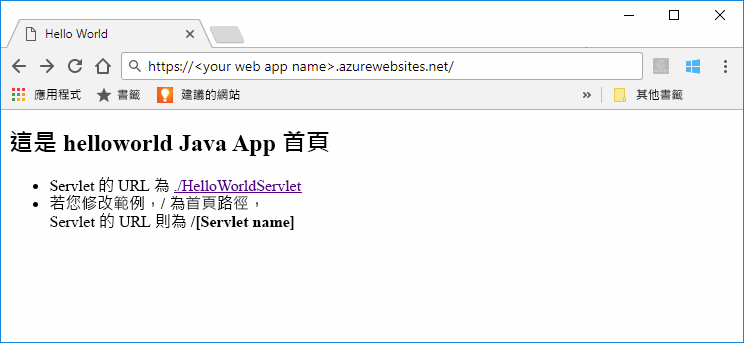 Hello World
https://<your web app name>.azurewebsites.net/
應用程式 書籤 建議的網站 » 其他書籤
這是 helloworld Java App 首頁
• Servlet 的 URL 為 ./HelloWorldServlet
• 若您修改範例，/ 為首頁路徑，
Servlet 的 URL 則為 /[Servlet name]